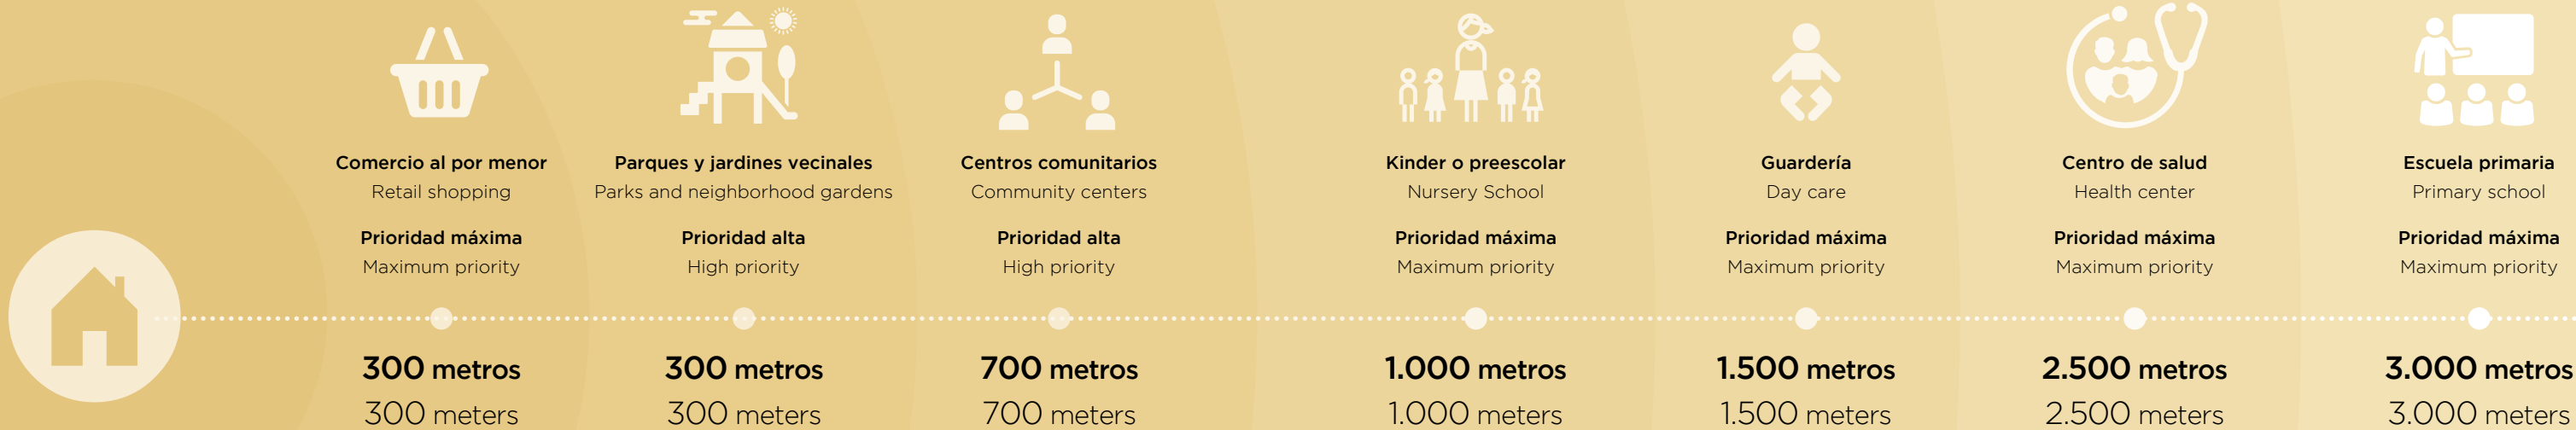 Comercio al por menor
Retail shopping
Prioridad máxima
Maximum priority
300 metros
300 meters
Parques y jardines vecinales
Parks and neighborhood gardens
Prioridad alta
High priority
300 metros
300 meters
Centros comunitarios
Community centers
Prioridad alta
High priority
700 metros
700 meters
Kinder o preescolar
Nursery School
Prioridad máxima
Maximum priority
1.000 metros
1.000 meters
Guardería
Day care
Prioridad máxima
Maximum priority
1.500 metros
1.500 meters
Centro de salud
Health center
Prioridad máxima
Maximum priority
2.500 metros
2.500 meters
Escuela primaria
Primary school
Prioridad máxima
Maximum priority
3.000 metros
3.000 meters